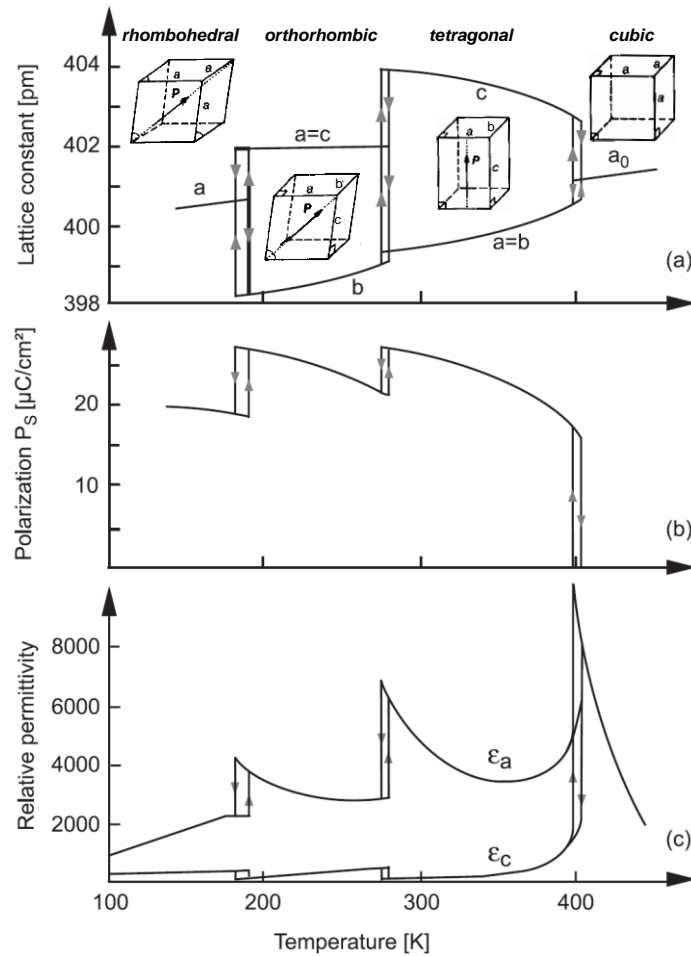 rhombohedral orthorhombic tetragonal cubic
Lattice constant [pm]
404
402
400
398
a
a
a
P
a
a=c
a
b
P
c
b
c
a
b
P
c
a=b
a
a
a
a0
(a)
Polarization PS [µC/cm²]
20
10
(b)
Relative permittivity
8000
6000
4000
2000
εa
εc
(c)
100 200 300 400
Temperature [K]